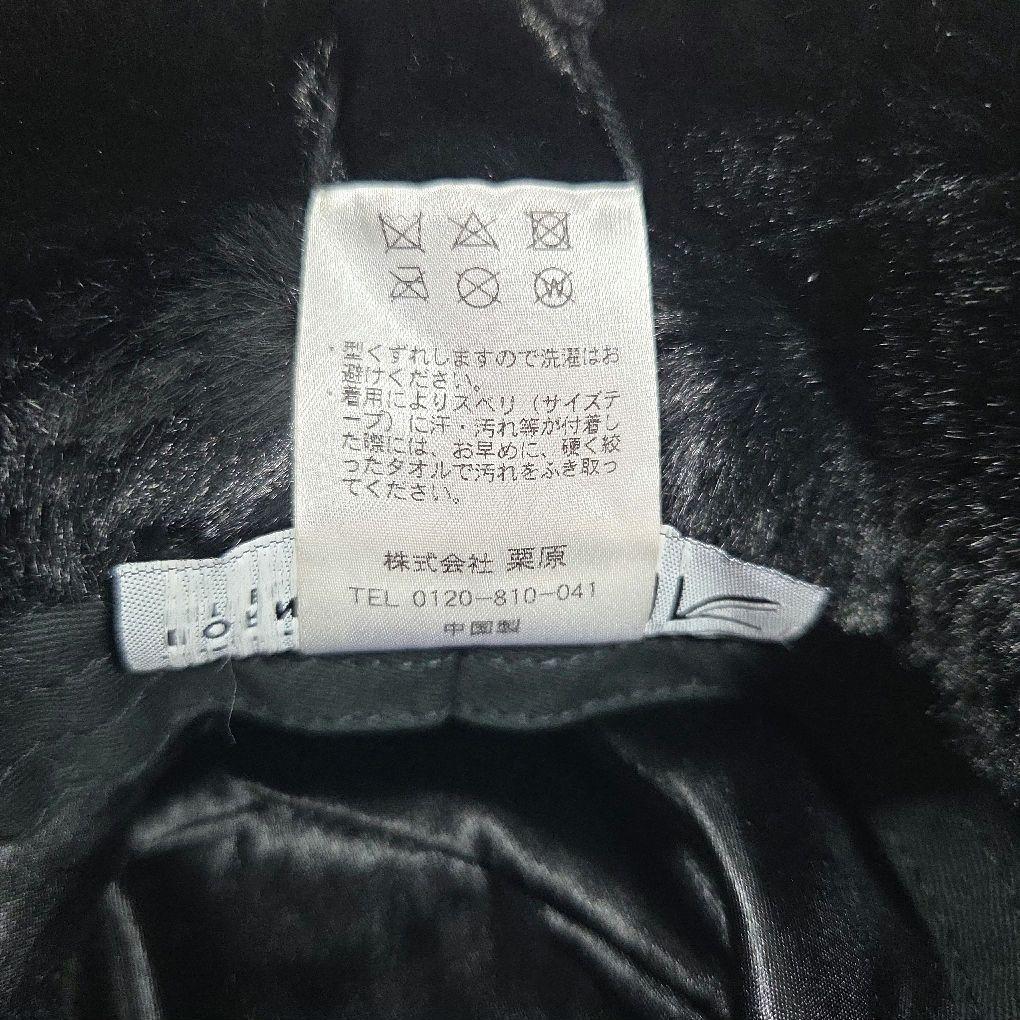 ・型くずれしますので洗濯はお
避けください。
・着用によりスベリ（サイズテ
ープ）に汗・汚れ等が付着し
た際には、お早めに、硬く絞
ったタオルで汚れをふき取っ
てください。
株式会社 栗原
TEL 0120-810-041
中国製